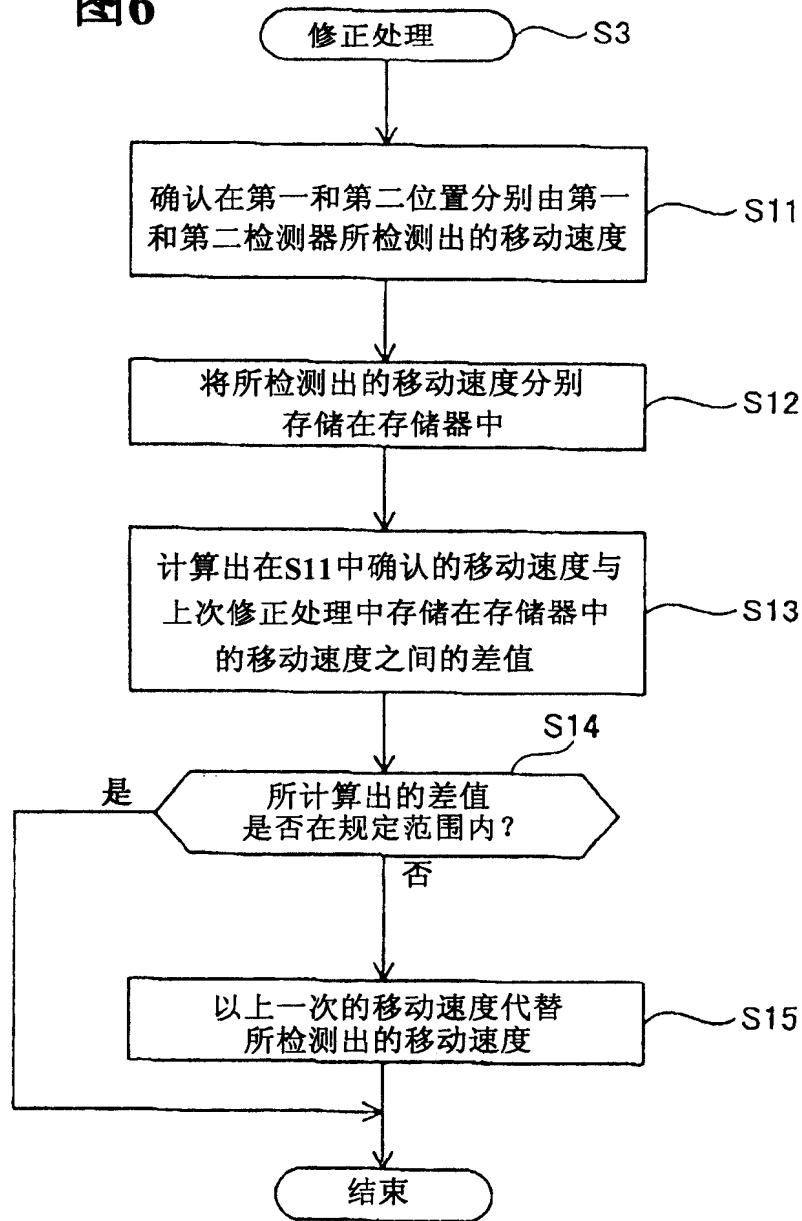 图6
修正处理
S3
确认在第一和第二位置分别由第一
和第二检测器所检测出的移动速度
S11
将所检测出的移动速度分别
存储在存储器中
S12
计算出在S11中确认的移动速度与
上次修正处理中存储在存储器中
的移动速度之间的差值
S13
S14
是
所计算出的差值
是否在规定范围内？
否
以上一次的移动速度代替
所检测出的移动速度
S15
结束